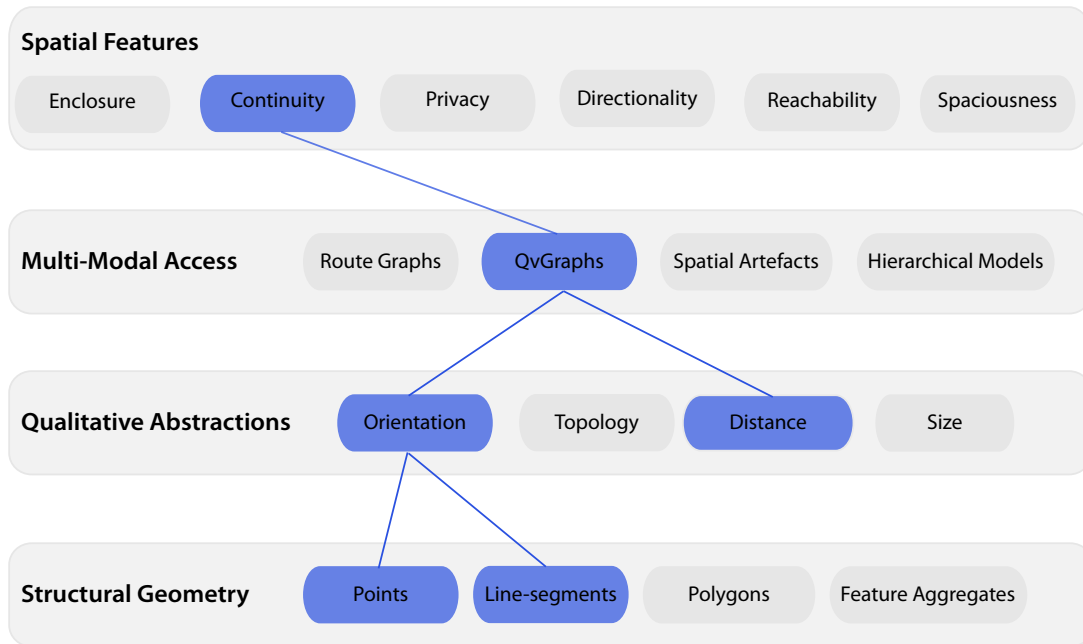 Spatial Features
Enclosure Continuity Privacy Directionality Reachability Spaciousness
Multi-Modal Access Route Graphs QvGraphs Spatial Artefacts Hierarchical Models
Qualitative Abstractions Orientation Topology Distance Size
Structural Geometry Points Line-segments Polygons Feature Aggregates